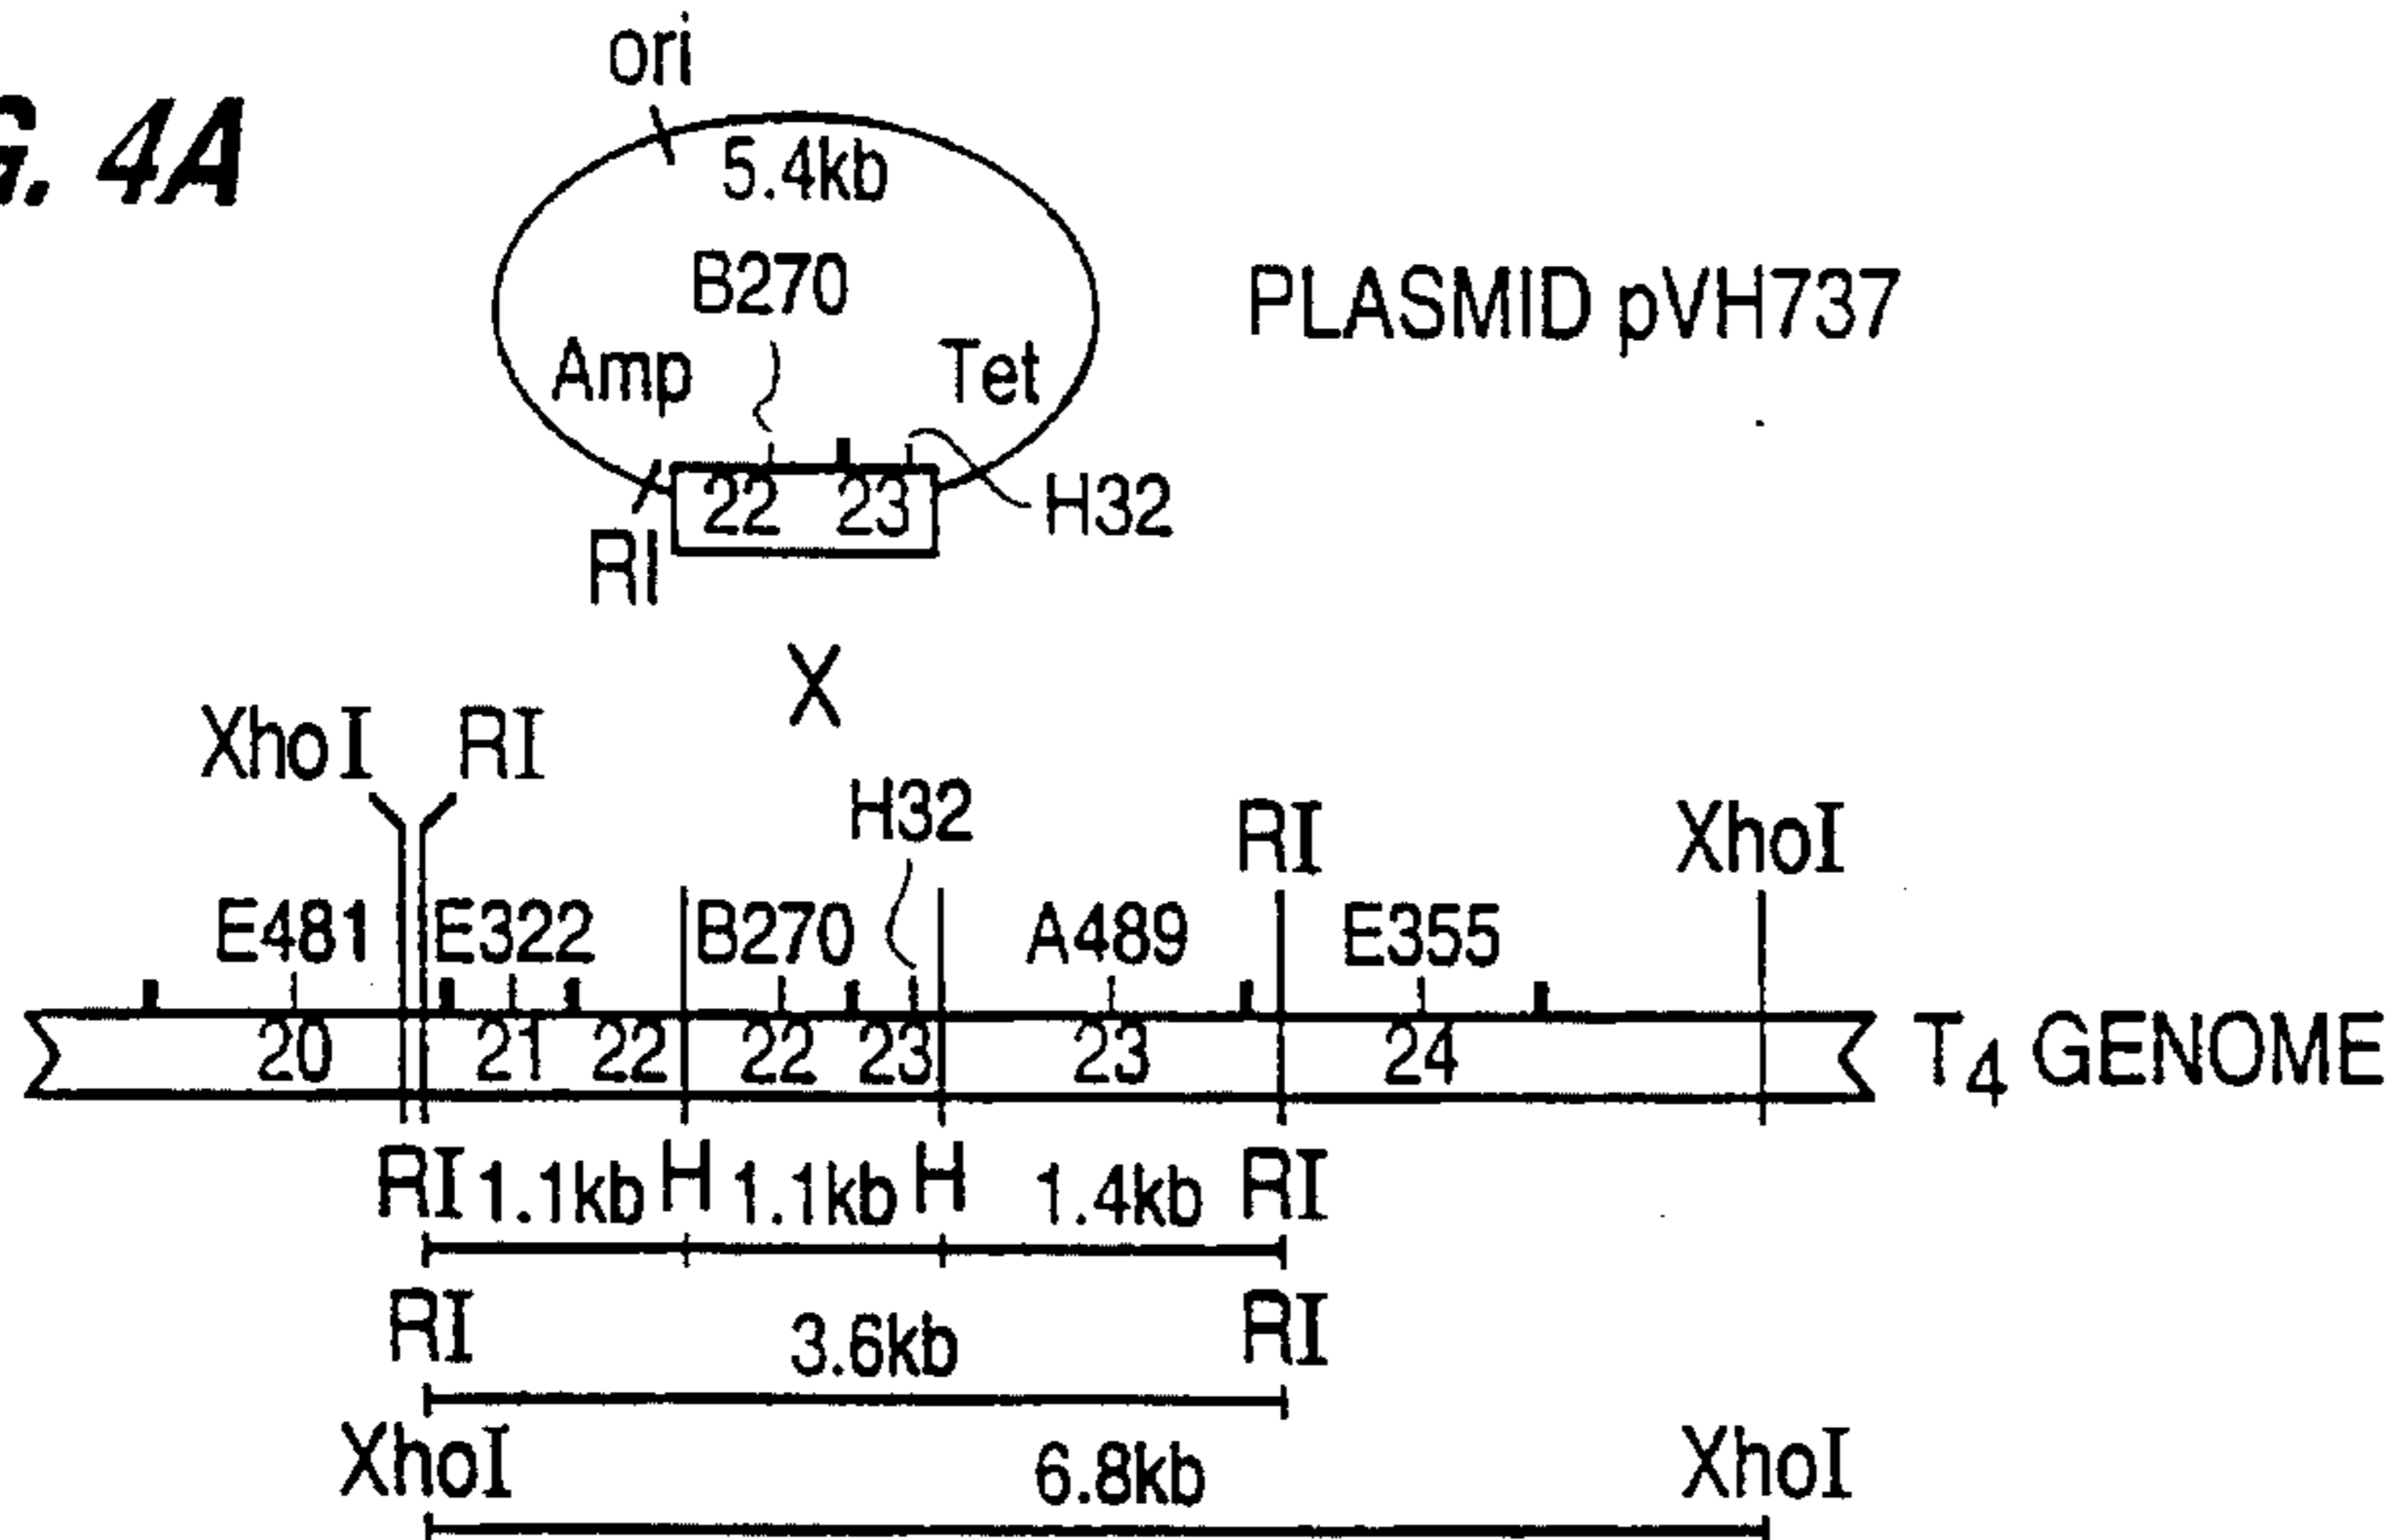 G. 4A
ori
5.4kb
B270
PLASMID pVH737
Amp
Tet
22
23
H32
RI
X
XhoI
RI
H32
RI
XhoI
E481
E322
B270
A489
E355
20
21
22
22
23
23
24
T4 GENOME
RI 1.1kb H 1.1kb H 1.4kb RI
RI
3.6kb
RI
XhoI
6.8kb
XhoI